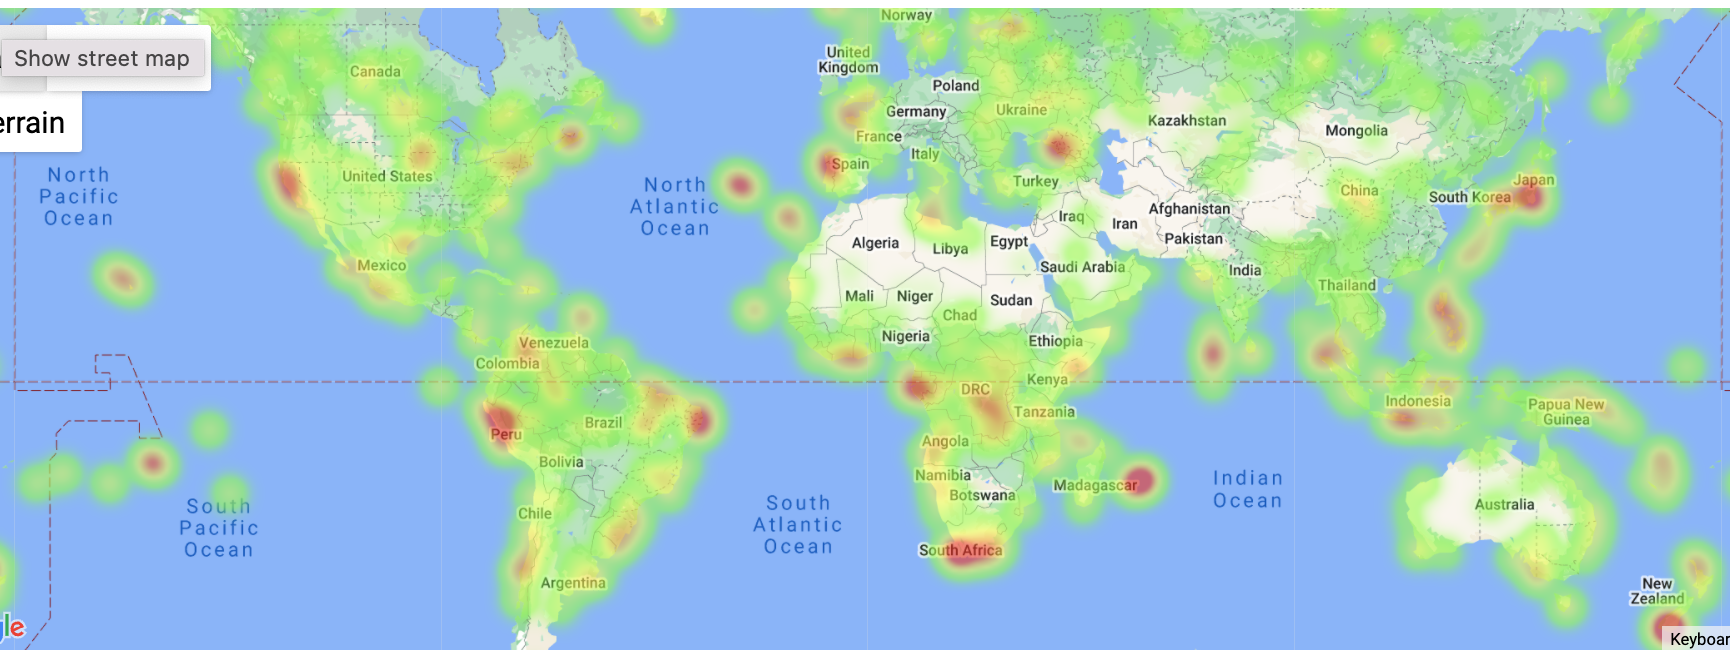 Norway
United
Kingdom
Show street map
Canada
Poland
Ukraine
Germany
Kazakhstan
errain
France
Mongolia
Italy
Spain
North
Pacific
Ocean
United States
North
Atlantic
Ocean
Turkey
China
South Korea
Japan
Iraq
Iran
Afghanistan
Pakistan
Algeria
Libya
Egypt
Mexico
Saudi Arabia
India
Mali
Niger
Sudan
Thailand
Chad
Nigeria
Ethiopia
Venezuela
Colombia
DRC
Kenya
Indonesia
Papua New
Guinea
Tanzania
Brazil
Peru
Angola
Bolivia
Namibia
Botswana
Madagascar
Indian
Ocean
South
Pacific
Ocean
Chile
South
Atlantic
Ocean
Australia
South Africa
Argentina
New
Zealand
gle
Keyboar